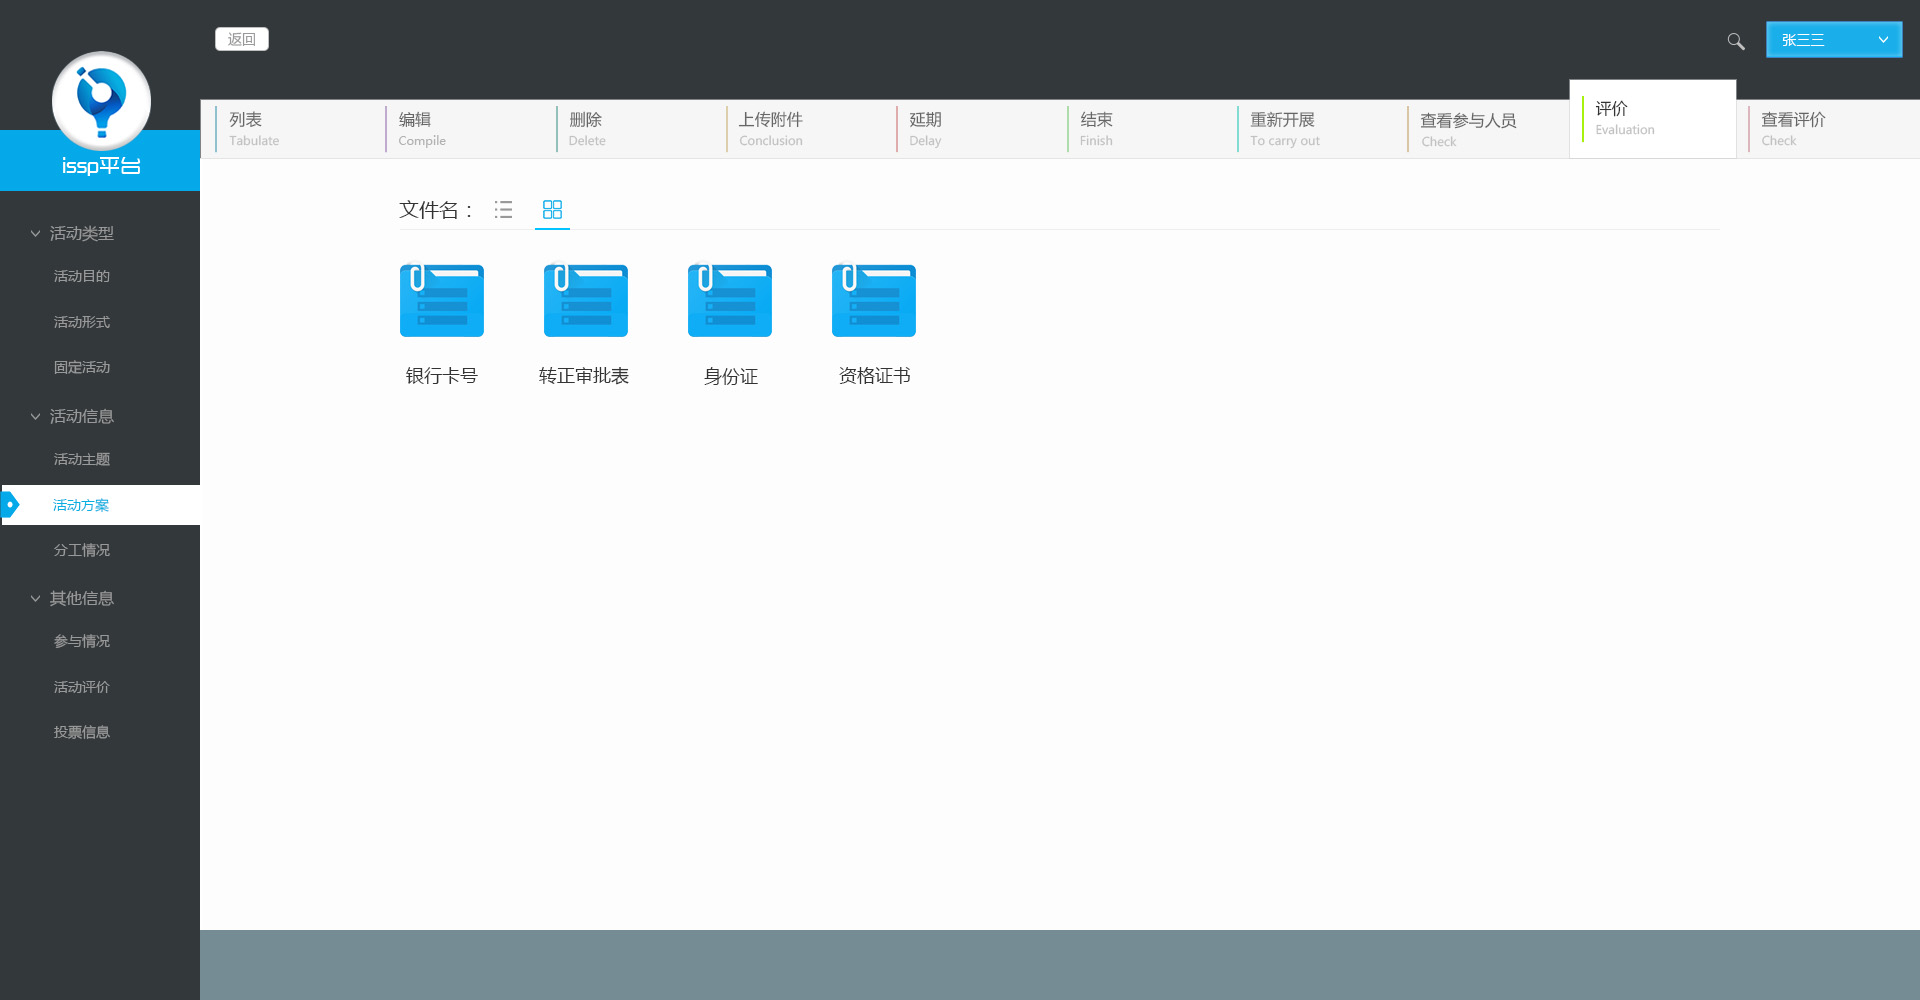 返回
张三三
issp平台
列表
Tabulate
编辑
Compile
删除
Delete
上传附件
Conclusion
延期
Delay
结束
Finish
重新开展
To carry out
查看参与人员
Check
评价
Evaluation
查看评价
Check
活动类型
活动目的
活动形式
固定活动
活动信息
活动主题
活动方案
分工情况
其他信息
参与情况
活动评价
投票信息
文件名：
银行卡号
转正审批表
身份证
资格证书